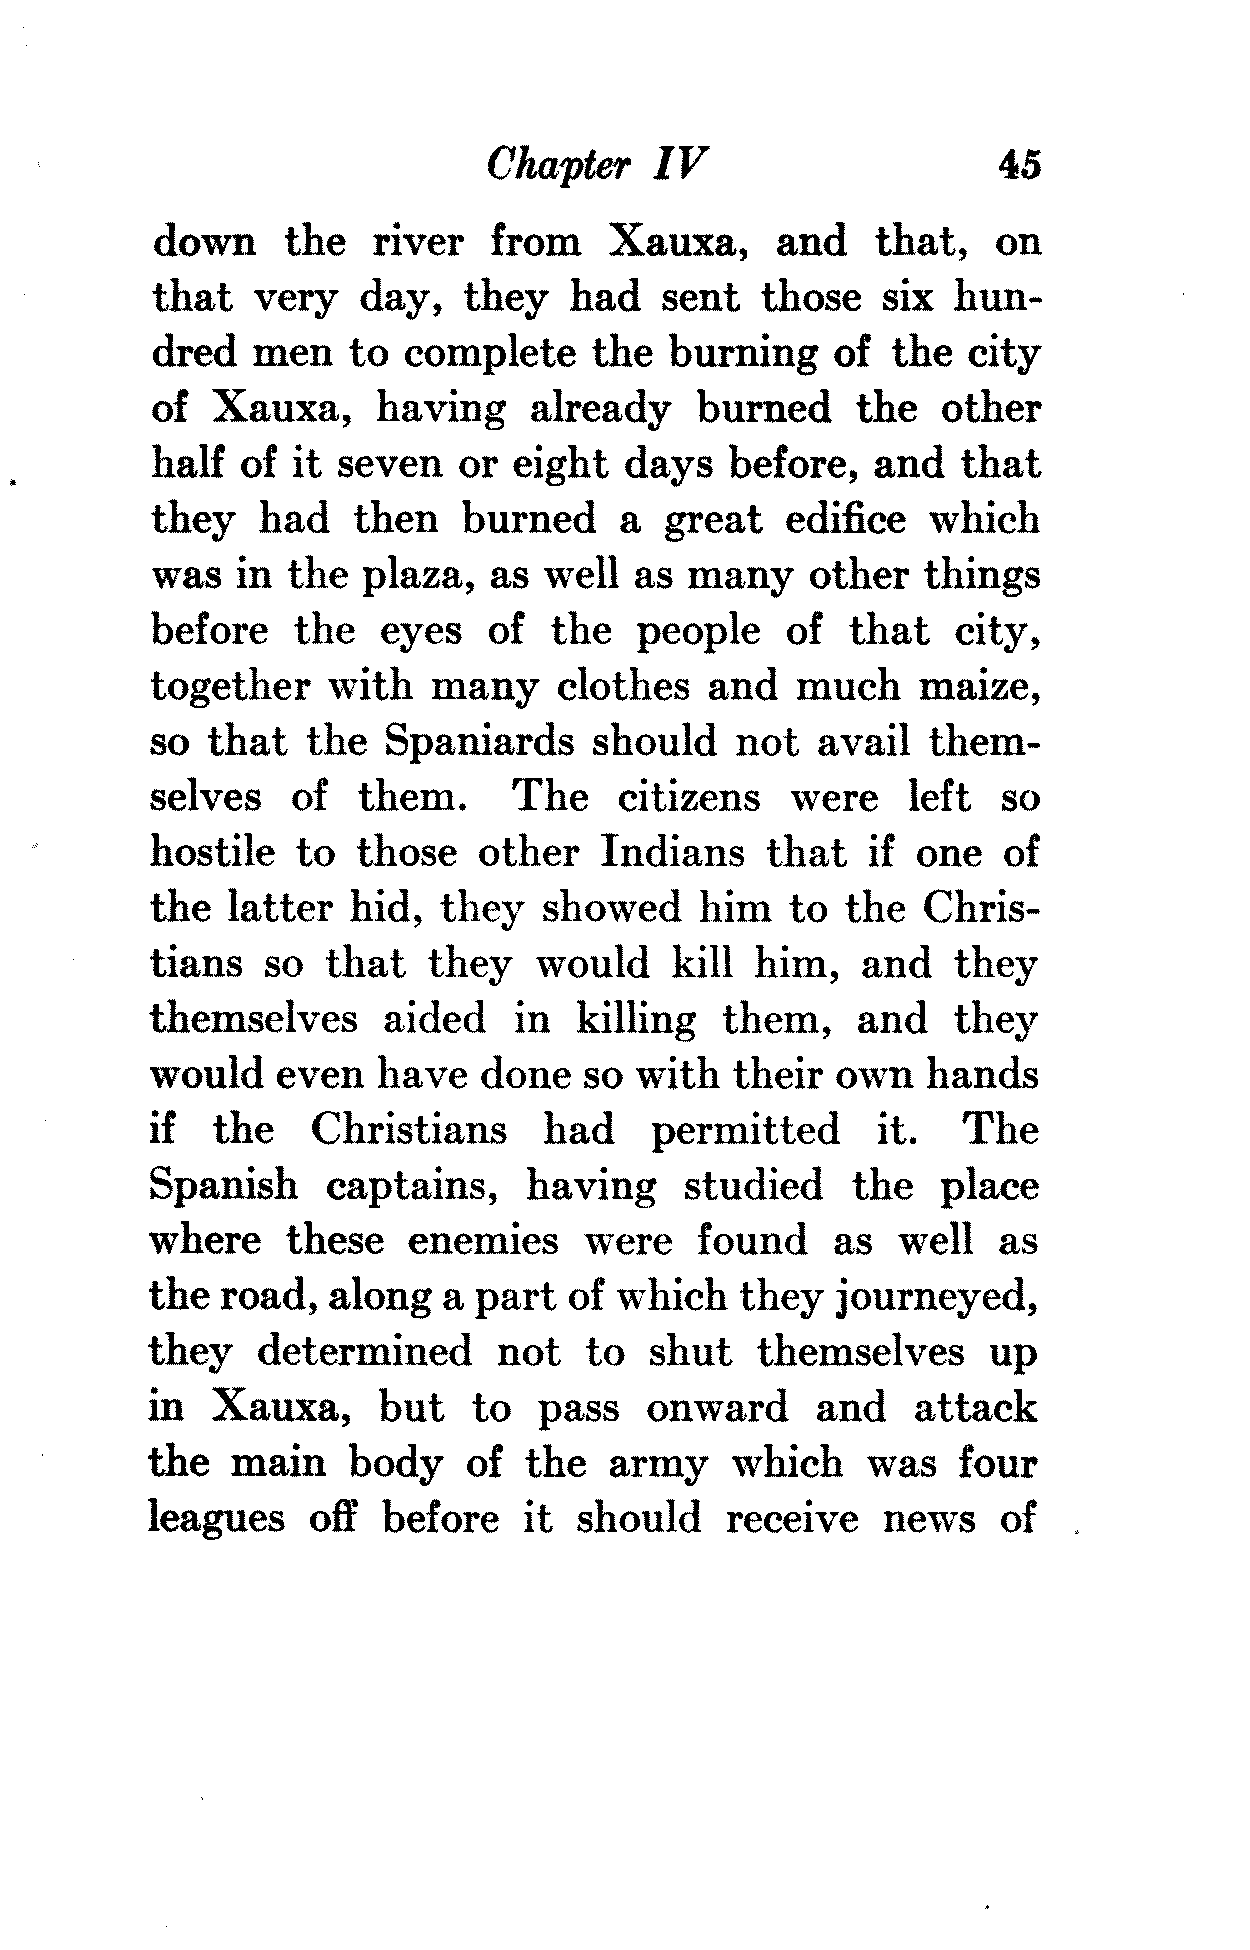 Chapter IV 45
down the river from Xauxa, and that, on
that very day, they had sent those six hun-
dred men to complete the burning of the city
of Xauxa, having already burned the other
half of it seven or eight days before, and that
they had then burned a great edifice which
was in the plaza, as well as many other things
before the eyes of the people of that city,
together with many clothes and much maize,
so that the Spaniards should not avail them-
selves of them. The citizens were left so
hostile to those other Indians that if one of
the latter hid, they showed him to the Chris-
tians so that they would kill him, and they
themselves aided in killing them, and they
would even have done so with their own hands
if the Christians had permitted it. The
Spanish captains, having studied the place
where these enemies were found as well as
the road, along a part of which they journeyed,
they determined not to shut themselves up
in Xauxa, but to pass onward and attack
the main body of the army which was four
leagues off before it should receive news of